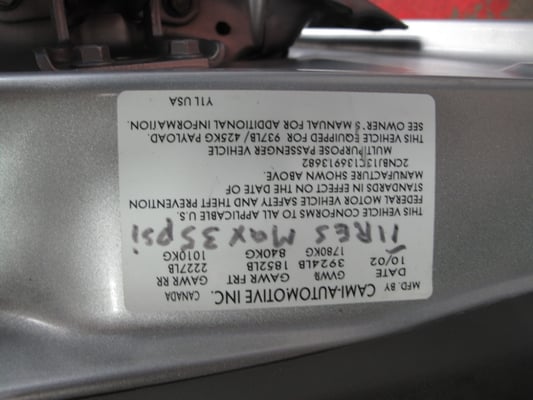 MFD. BY CAMI-AUTOMOTIVE INC. CANADA
DATE GVWR GAWR FRT GAWR RR
10/02 3924LB 1852LB 2227LB
1780KG 840KG 1010KG
TIRES MAX 35psi
THIS VEHICLE CONFORMS TO ALL APPLICABLE U.S.
FEDERAL MOTOR VEHICLE SAFETY AND THEFT PREVENTION
STANDARDS IN EFFECT ON THE DATE OF
MANUFACTURE SHOWN ABOVE.
2CNBJ13C136913682
MULTIPURPOSE PASSENGER VEHICLE
THIS VEHICLE EQUIPPED FOR 937LB/ 425KG PAYLOAD.
SEE OWNER'S MANUAL FOR ADDITIONAL INFORMATION.
Y1L USA